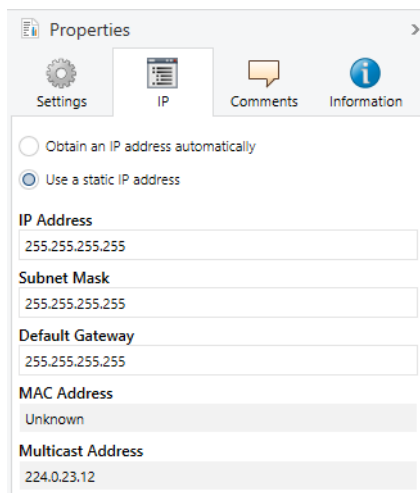 Properties
Settings
IP
Comments
Information
Obtain an IP address automatically
Use a static IP address
IP Address
255.255.255.255
Subnet Mask
255.255.255.255
Default Gateway
255.255.255.255
MAC Address
Unknown
Multicast Address
224.0.23.12